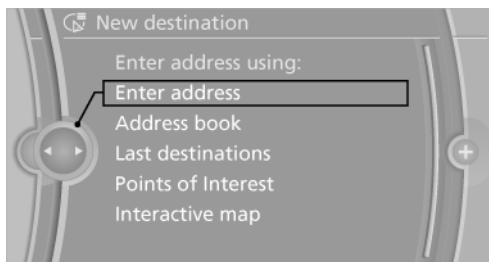 New destination
Enter address using:
Enter address
Address book
Last destinations
Points of Interest
Interactive map